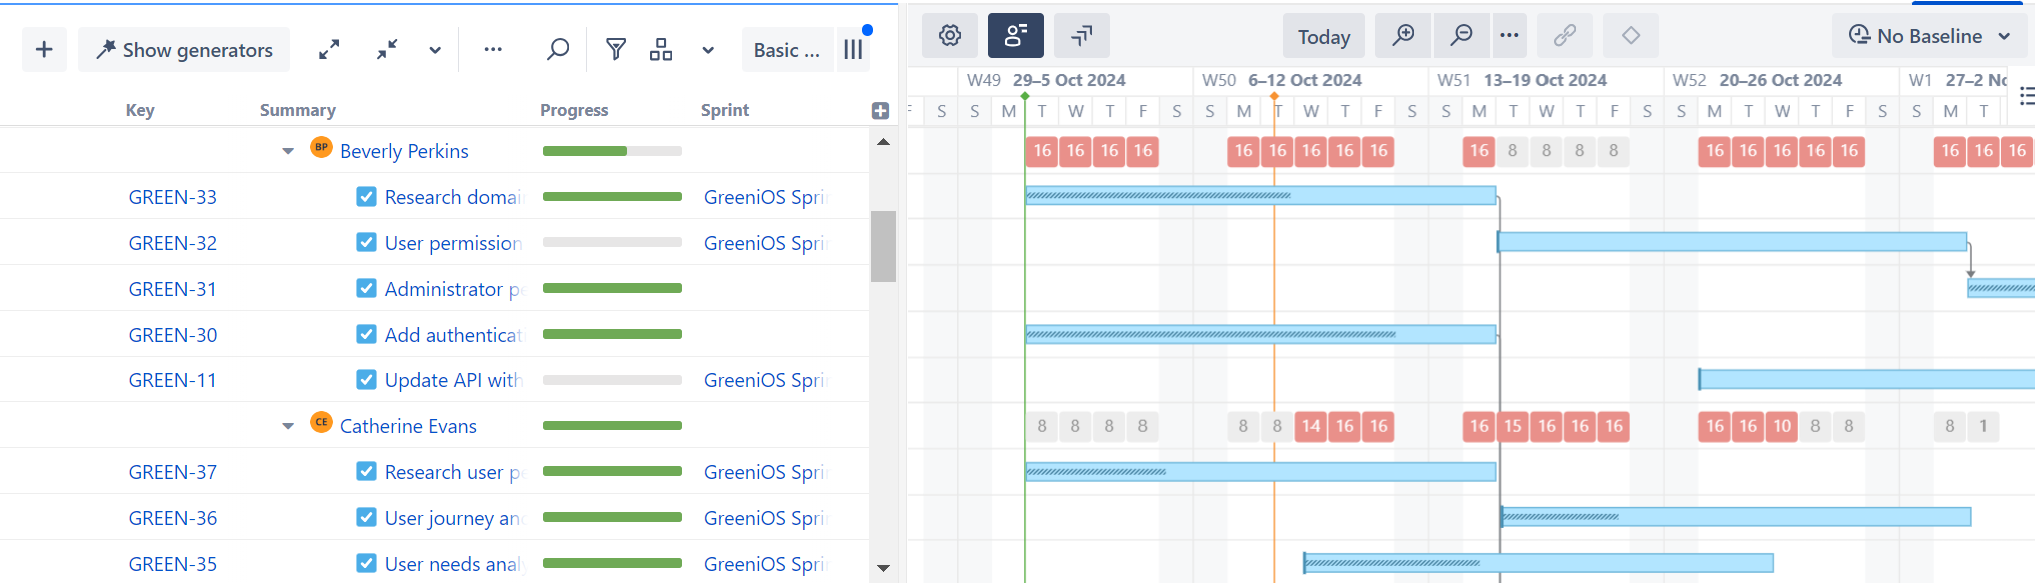 Show generators
Basic ...
Today
No Baseline
W49 29–5 Oct 2024 W50 6–12 Oct 2024 W51 13–19 Oct 2024 W52 20–26 Oct 2024 W1 27–2
Key Summary Progress Sprint
S S M T W T F S S M T W T F S S M T W T F S S M T W T F S S M T
BP Beverly Perkins
16 16 16 16 16 16 16 16 16 16 8 8 8 8 16 16 16 16 16 16 16 16
GREEN-33 Research domai GreeniOS Spri
GREEN-32 User permission GreeniOS Spri
GREEN-31 Administrator pe
GREEN-30 Add authenticat
GREEN-11 Update API with GreeniOS Spri
CE Catherine Evans
8 8 8 8 8 8 14 16 16 16 15 16 16 16 16 16 10 8 8 8 1
GREEN-37 Research user pe GreeniOS Spri
GREEN-36 User journey an GreeniOS Spri
GREEN-35 User needs anal GreeniOS Spri